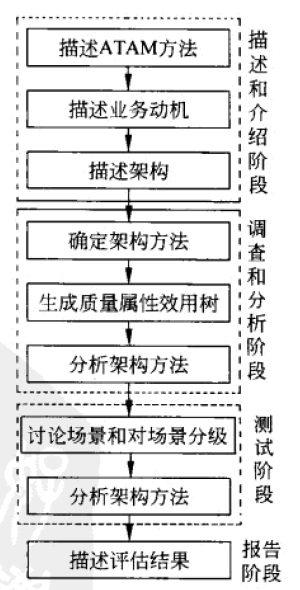 描述ATAM方法
描述业务动机
描述架构
描述和介绍阶段
确定架构方法
生成质量属性效用树
分析架构方法
调查和分析阶段
讨论场景和对场景分级
分析架构方法
测试阶段
描述评估结果
报告
阶段